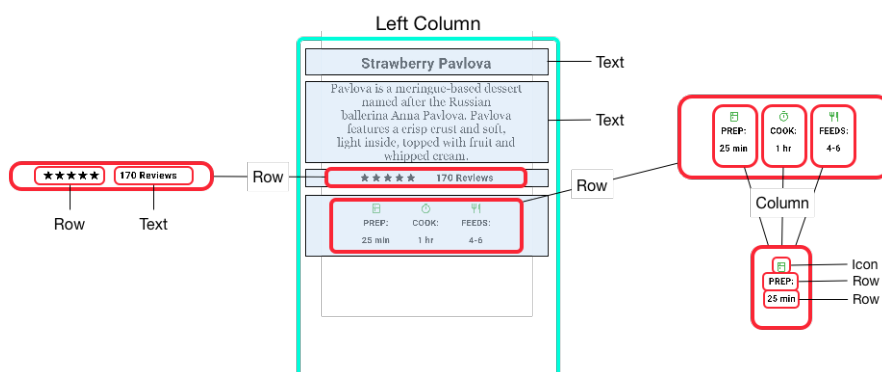 Left Column
Strawberry Pavlova
Text
Pavlova is a meringue-based dessert
named after the Russian
ballerina Anna Pavlova. Pavlova
features a crisp crust and soft,
light inside, topped with fruit and
whipped cream.
Text
170 Reviews
Row
Text
Row
170 Reviews
Row
PREP:
COOK:
FEEDS:
25 min
1 hr
4-6
PREP:
COOK:
FEEDS:
25 min
1 hr
4-6
Column
Icon
PREP:
Row
25 min
Row